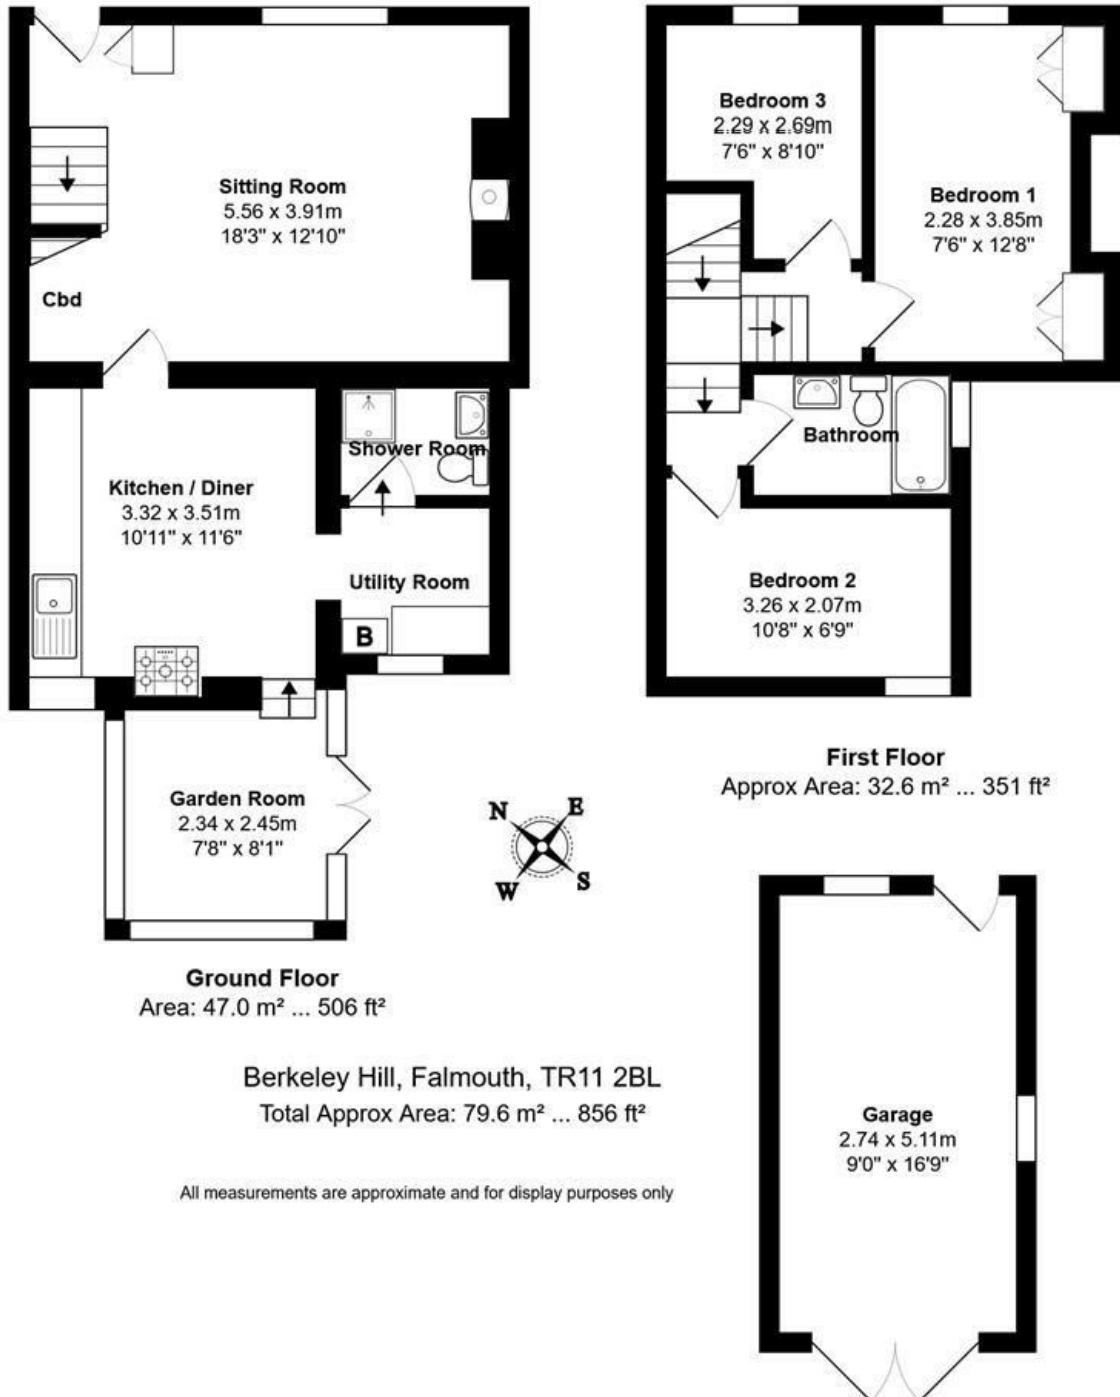 Sitting Room
5.56 x 3.91m
18'3" x 12'10"
Cbd
Kitchen / Diner
3.32 x 3.51m
10'11" x 11'6"
Shower Room
Utility Room
B
Garden Room
2.34 x 2.45m
7'8" x 8'1"
Ground Floor
Area: 47.0 m² ... 506 ft²
Bedroom 3
2.29 x 2.69m
7'6" x 8'10"
Bedroom 1
2.28 x 3.85m
7'6" x 12'8"
Bathroom
Bedroom 2
3.26 x 2.07m
10'8" x 6'9"
First Floor
Approx Area: 32.6 m² ... 351 ft²
N
E
W
S
Garage
2.74 x 5.11m
9'0" x 16'9"
Berkeley Hill, Falmouth, TR11 2BL
Total Approx Area: 79.6 m² ... 856 ft²
All measurements are approximate and for display purposes only